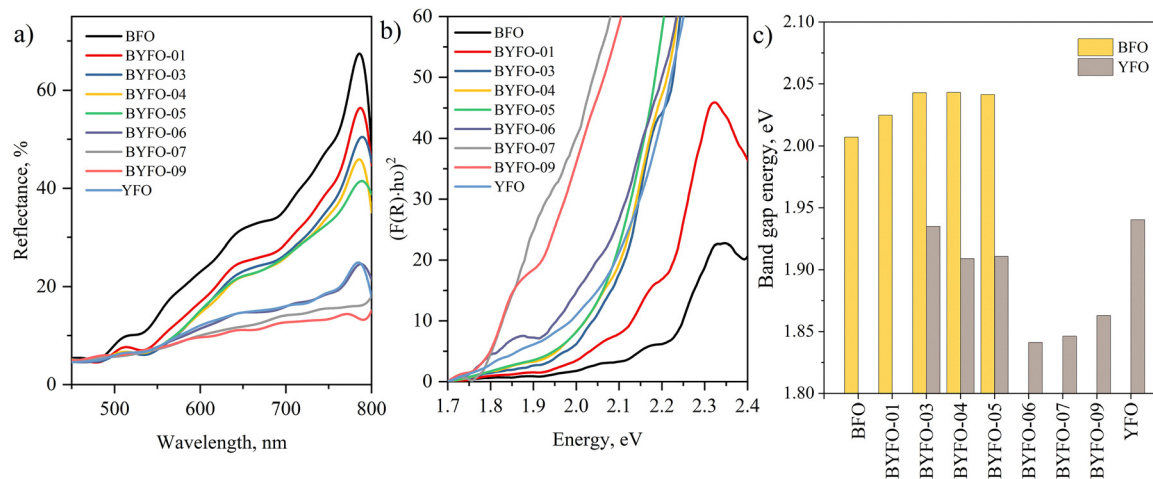 a)
BFO
BYFO-01
BYFO-03
BYFO-04
BYFO-05
BYFO-06
BYFO-07
BYFO-09
YFO
Reflectance, %
60
40
20
0
500
600
700
800
Wavelength, nm
b)
BFO
BYFO-01
BYFO-03
BYFO-04
BYFO-05
BYFO-06
BYFO-07
BYFO-09
YFO
(F(R)·hυ)²
60
50
40
30
20
10
0
1.7
1.8
1.9
2.0
2.1
2.2
2.3
2.4
Energy, eV
c)
BFO
YFO
Band gap energy, eV
2.10
2.05
2.00
1.95
1.90
1.85
1.80
BFO
BYFO-01
BYFO-03
BYFO-04
BYFO-05
BYFO-06
BYFO-07
BYFO-09
YFO